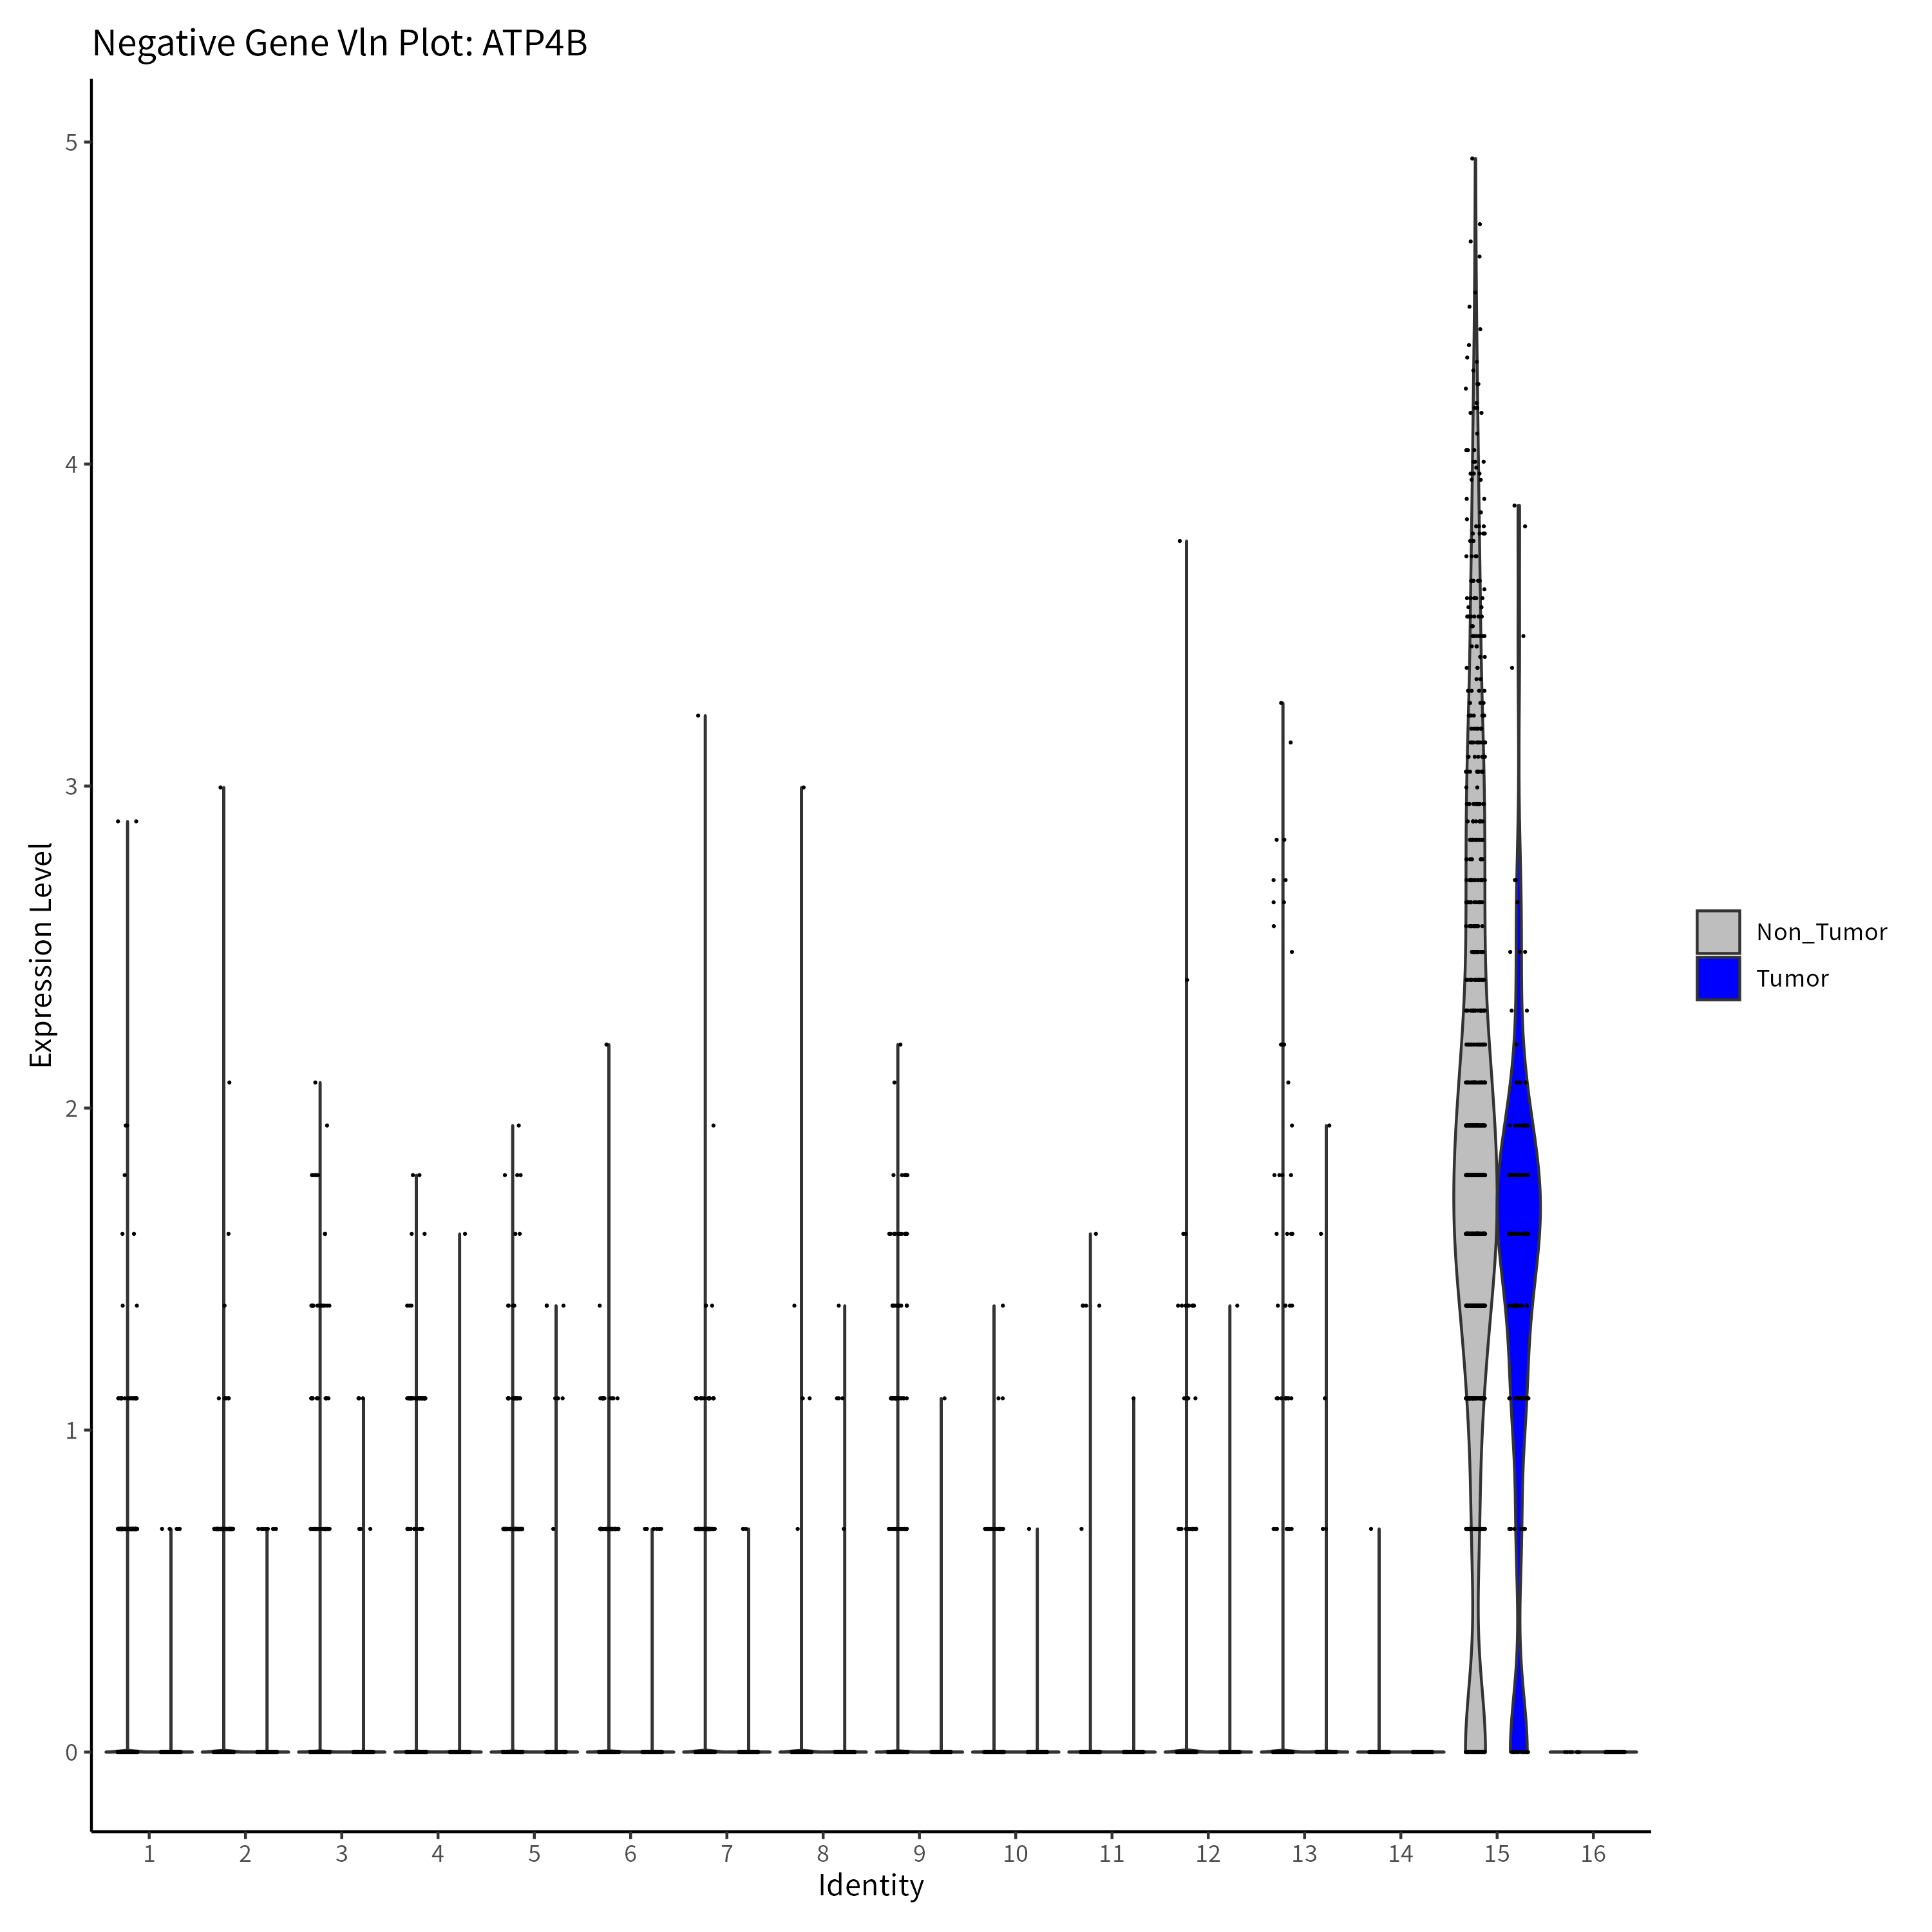 Negative Gene Vln Plot: ATP4B
5
4
3
2
1
0
Expression Level
1 2 3 4 5 6 7 8 9 10 11 12 13 14 15 16
Identity
Non_Tumor
Tumor